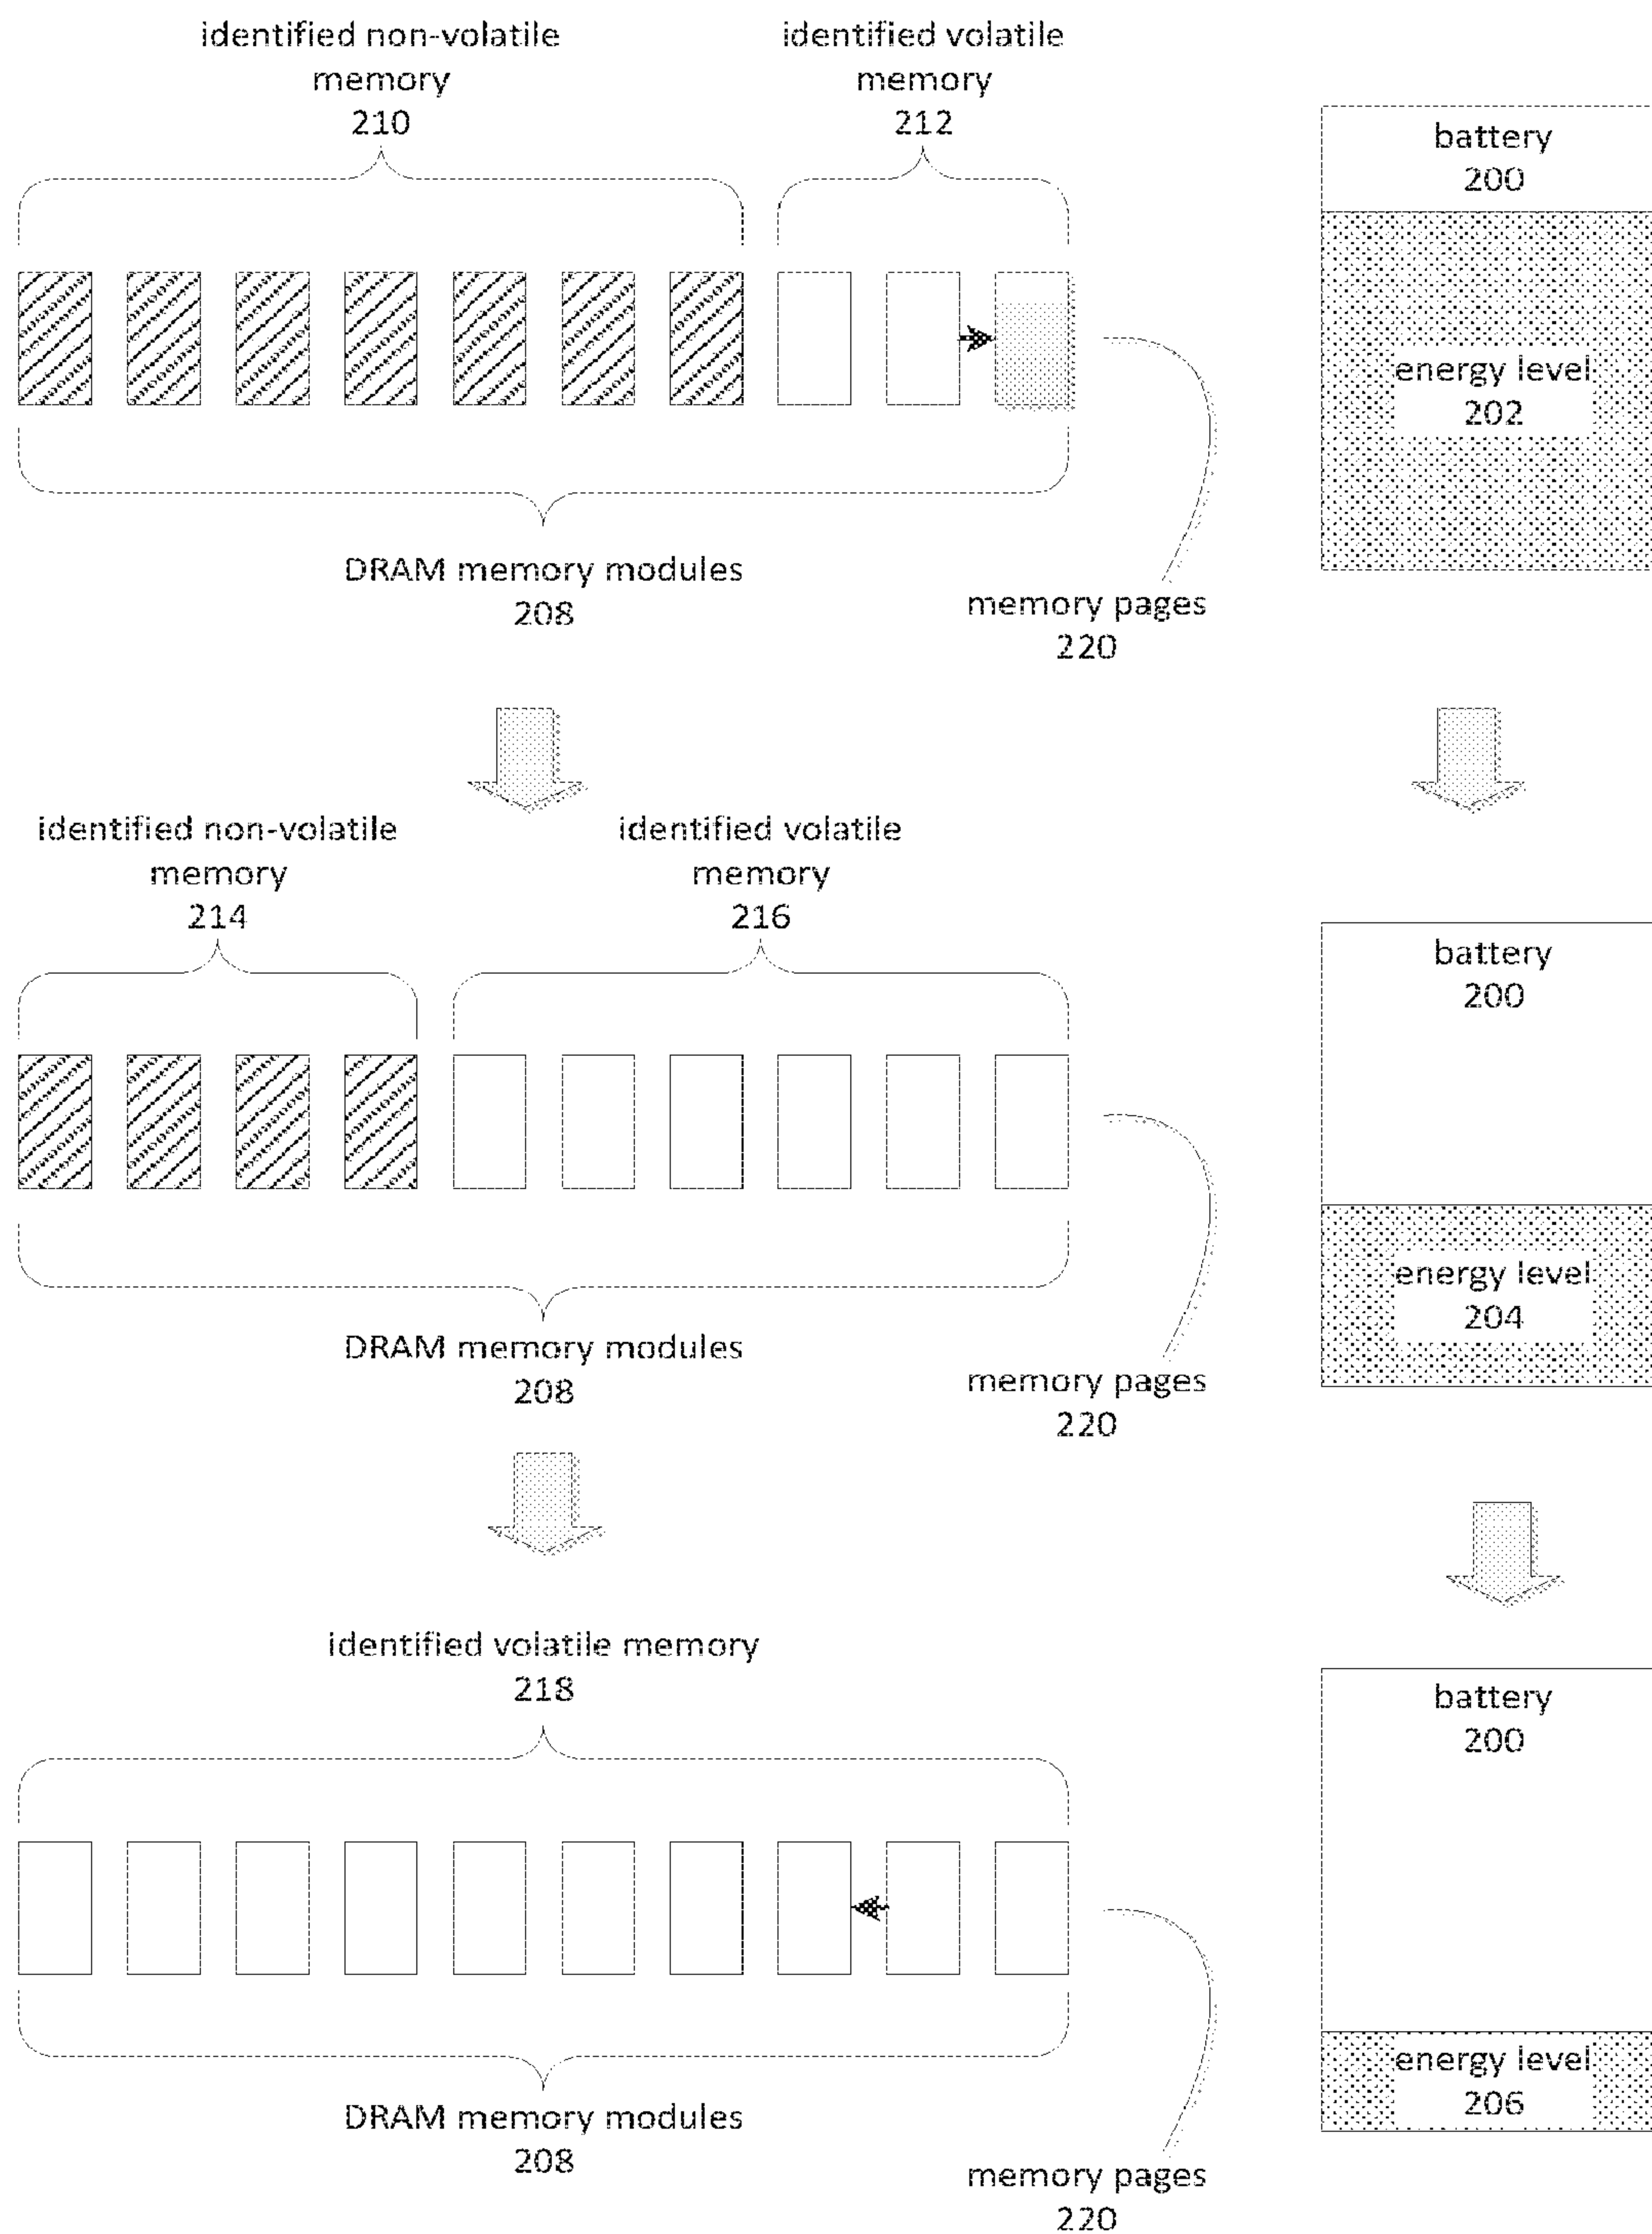 identified non-volatile
memory
210
identified volatile
memory
212
battery
200
energy level
202
DRAM memory modules
208
memory pages
220
identified non-volatile
memory
214
identified volatile
memory
216
battery
200
energy level
204
DRAM memory modules
208
memory pages
220
identified volatile memory
218
battery
200
energy level
206
DRAM memory modules
208
memory pages
220